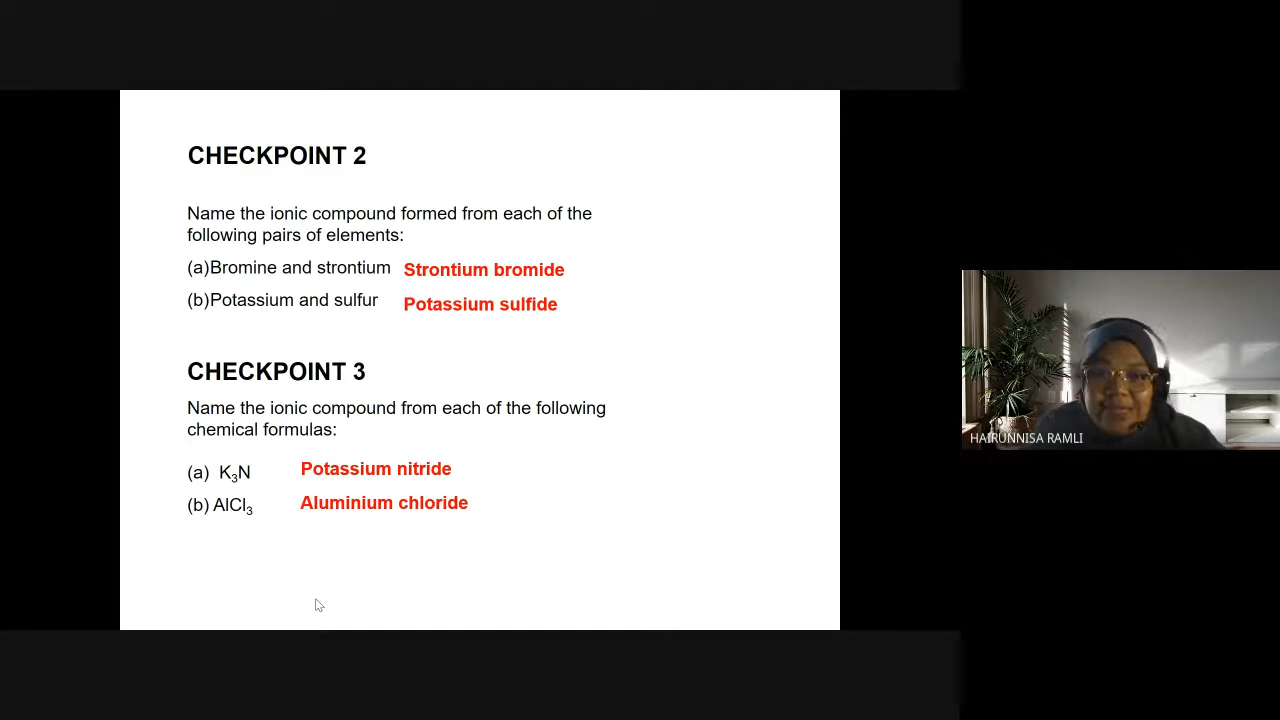 CHECKPOINT 2
Name the ionic compound formed from each of the
following pairs of elements:
(a)Bromine and strontium Strontium bromide
(b)Potassium and sulfur Potassium sulfide
CHECKPOINT 3
Name the ionic compound from each of the following
chemical formulas:
(a) K₃N Potassium nitride
(b) AlCl₃ Aluminium chloride
HAIRUNNISA RAMLI